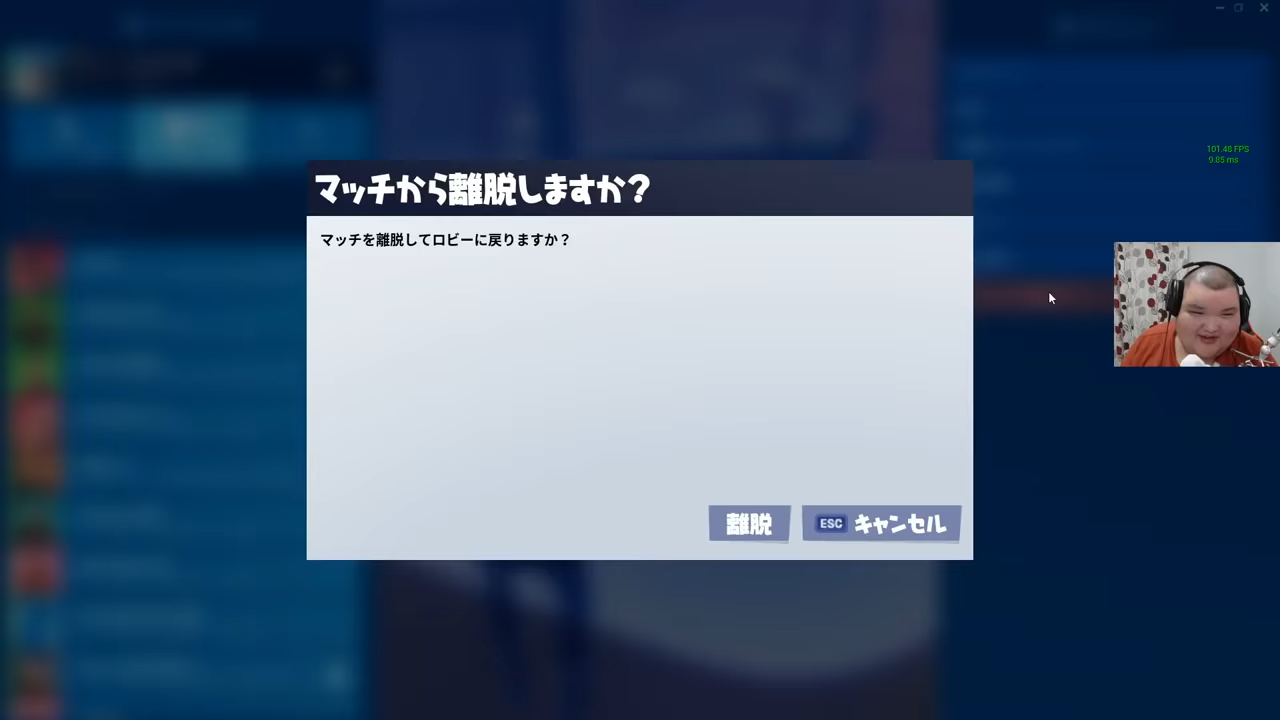 101.48 FPS
9.85 ms
マッチから離脱しますか？
マッチを離脱してロビーに戻りますか？
離脱
ESC キャンセル